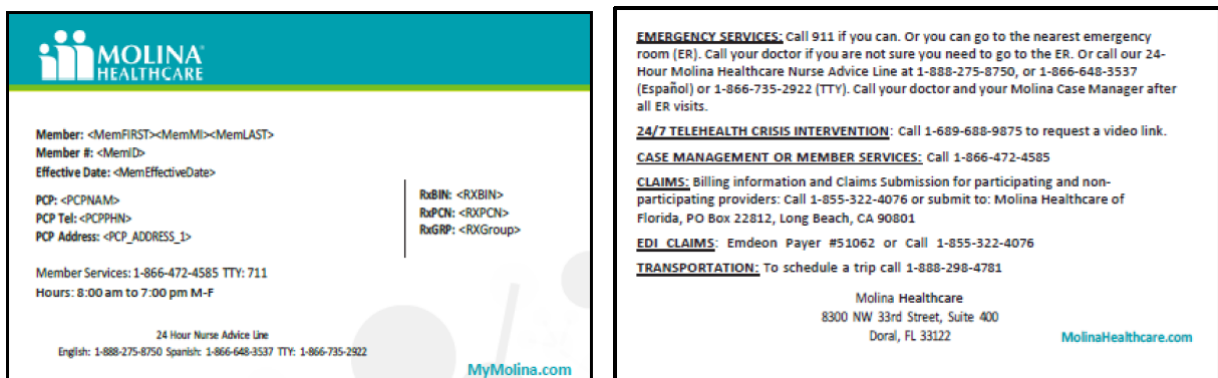 MOLINA
HEALTHCARE
Member: <MemFIRST><MemMI><MemLAST>
Member #: <MemID>
Effective Date: <MemEffectiveDate>
PCP: <PCPNAM>
PCP Tel: <PCPPHN>
PCP Address: <PCP_ADDRESS_1>
RxBIN: <RXBIN>
RxPCN: <RXPCN>
RxGRP: <RXGroup>
Member Services: 1-866-472-4585 TTY: 711
Hours: 8:00 am to 7:00 pm M-F
24 Hour Nurse Advice Line
English: 1-888-275-8750 Spanish: 1-866-648-3537 TTY: 1-866-735-2922
MyMolina.com
EMERGENCY SERVICES: Call 911 if you can. Or you can go to the nearest emergency
room (ER). Call your doctor if you are not sure you need to go to the ER. Or call our 24-
Hour Molina Healthcare Nurse Advice Line at 1-888-275-8750, or 1-866-648-3537
(Español) or 1-866-735-2922 (TTY). Call your doctor and your Molina Case Manager after
all ER visits.
24/7 TELEHEALTH CRISIS INTERVENTION: Call 1-689-688-9875 to request a video link.
CASE MANAGEMENT OR MEMBER SERVICES: Call 1-866-472-4585
CLAIMS: Billing information and Claims Submission for participating and non-
participating providers: Call 1-855-322-4076 or submit to: Molina Healthcare of
Florida, PO Box 22812, Long Beach, CA 90801
EDI CLAIMS: Emdeon Payer #51062 or Call 1-855-322-4076
TRANSPORTATION: To schedule a trip call 1-888-298-4781
Molina Healthcare
8300 NW 33rd Street, Suite 400
Doral, FL 33122
MolinaHealthcare.com